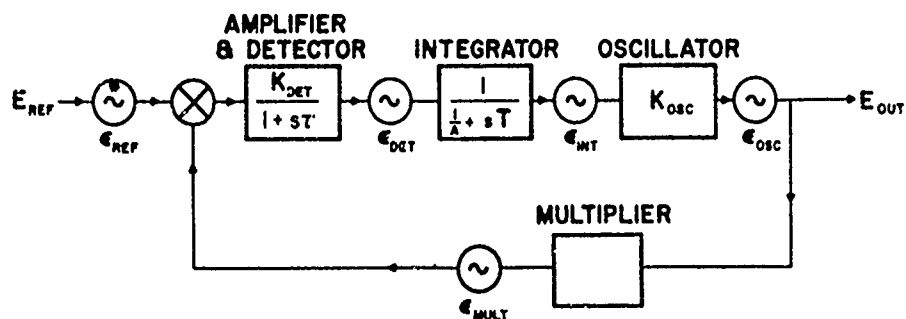 AMPLIFIER
& DETECTOR
INTEGRATOR
OSCILLATOR
E_REF
ϵ_REF
K_DET
1 + sτ
ϵ_DET
1
1/A + sT
ϵ_INT
K_OSC
ϵ_OSC
E_OUT
MULTIPLIER
ϵ_MULT